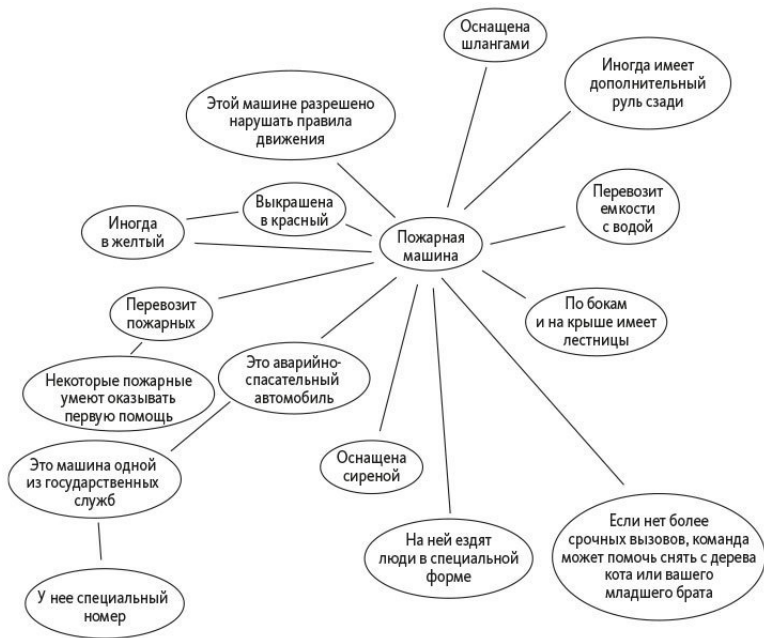 Оснащена
шлангами
Иногда имеет
дополнительный
руль сзади
Этой машине разрешено
нарушать правила
движения
Выкрашена
в красный
Иногда
в желтый
Перевозит
емкости
с водой
Пожарная
машина
Перевозит
пожарных
По бокам
и на крыше имеет
лестницы
Некоторые пожарные
умеют оказывать
первую помощь
Это аварийно-
спасательный
автомобиль
Это машина одной
из государственных
служб
Оснащена
сиреной
На ней ездят
люди в специальной
форме
Если нет более
срочных вызовов, команда
может помочь снять с дерева
кота или вашего
младшего брата
У нее специальный
номер